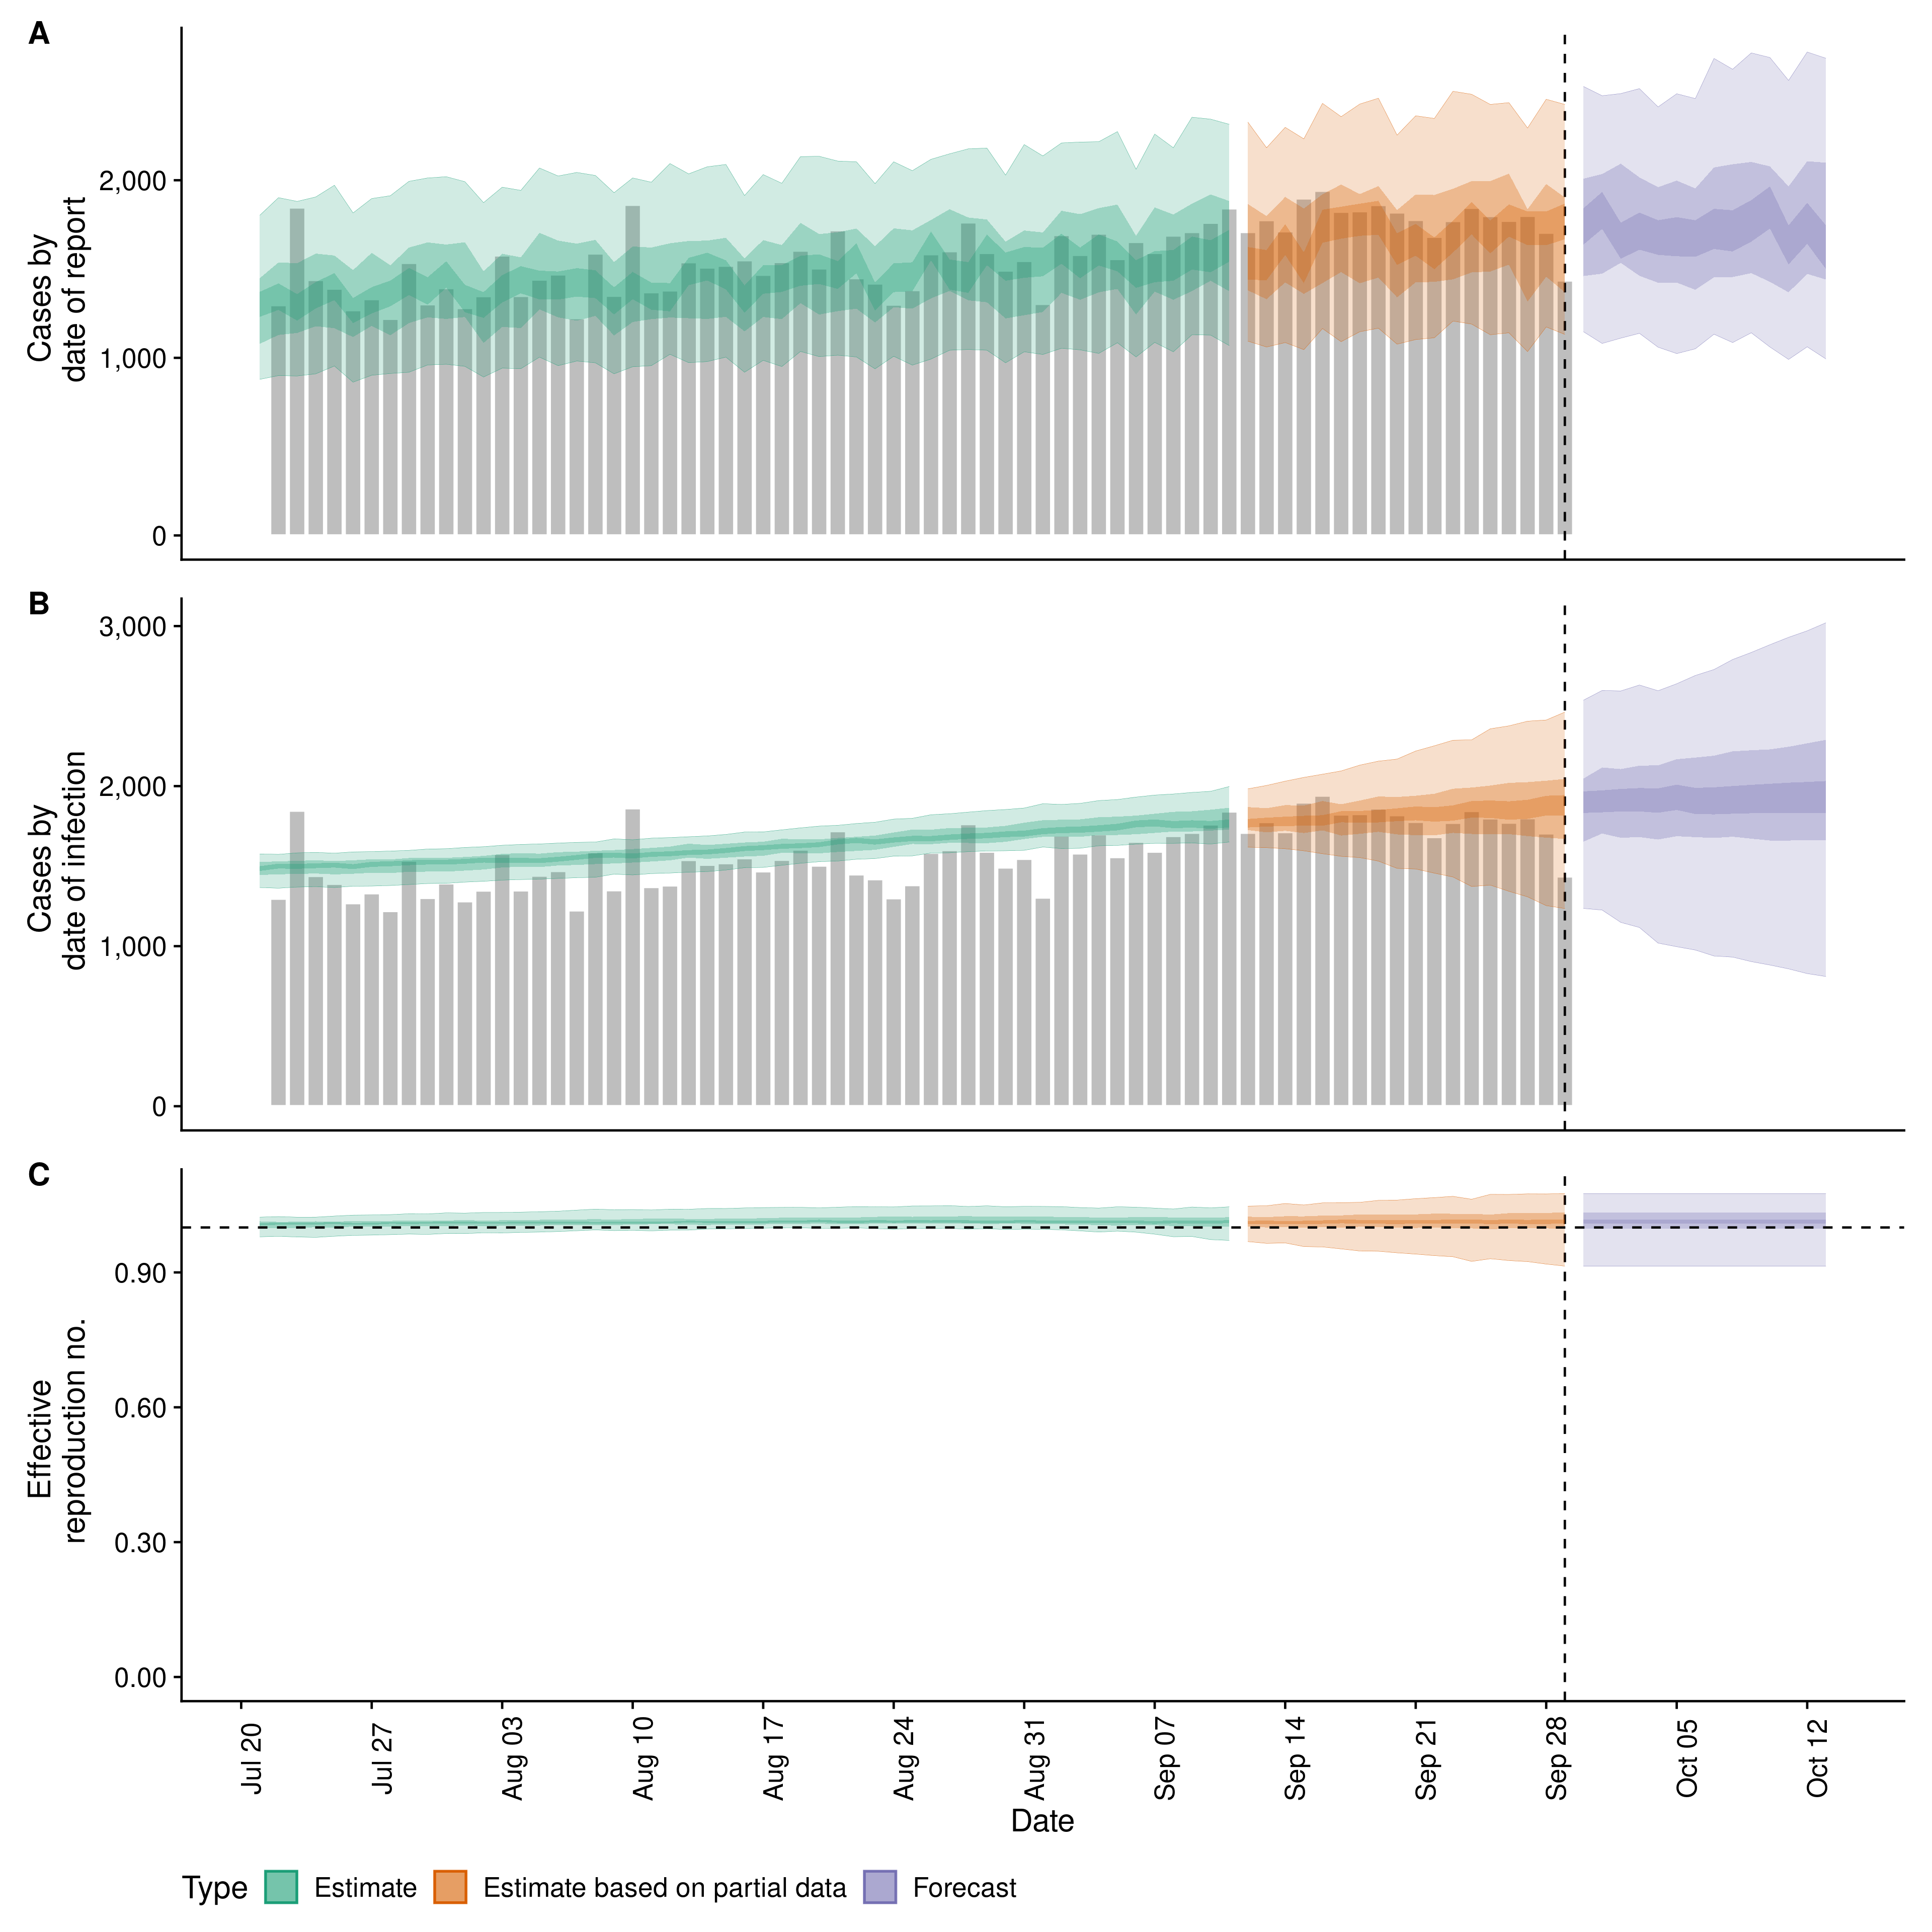 A
Cases by
date of report
2,000
1,000
0
B
Cases by
date of infection
3,000
2,000
1,000
0
C
Effective
reproduction no.
0.90
0.60
0.30
0.00
Jul 20
Jul 27
Aug 03
Aug 10
Aug 17
Aug 24
Aug 31
Sep 07
Sep 14
Sep 21
Sep 28
Oct 05
Oct 12
Date
Type Estimate Estimate based on partial data Forecast